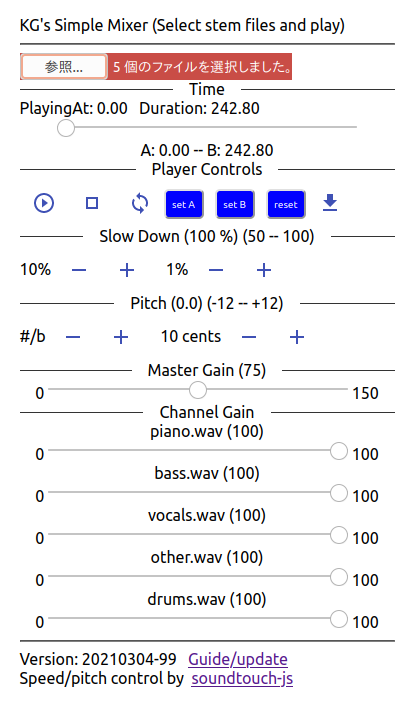 KG's Simple Mixer (Select stem files and play)
参照... 5 個のファイルを選択しました。
Time
PlayingAt: 0.00 Duration: 242.80
A: 0.00 -- B: 242.80
Player Controls
set A set B reset
Slow Down (100 %) (50 -- 100)
10% − + 1% − +
Pitch (0.0) (-12 -- +12)
#/b − + 10 cents − +
Master Gain (75)
0 150
Channel Gain
piano.wav (100)
0 100
bass.wav (100)
0 100
vocals.wav (100)
0 100
other.wav (100)
0 100
drums.wav (100)
0 100
Version: 20210304-99 Guide/update
Speed/pitch control by soundtouch-js